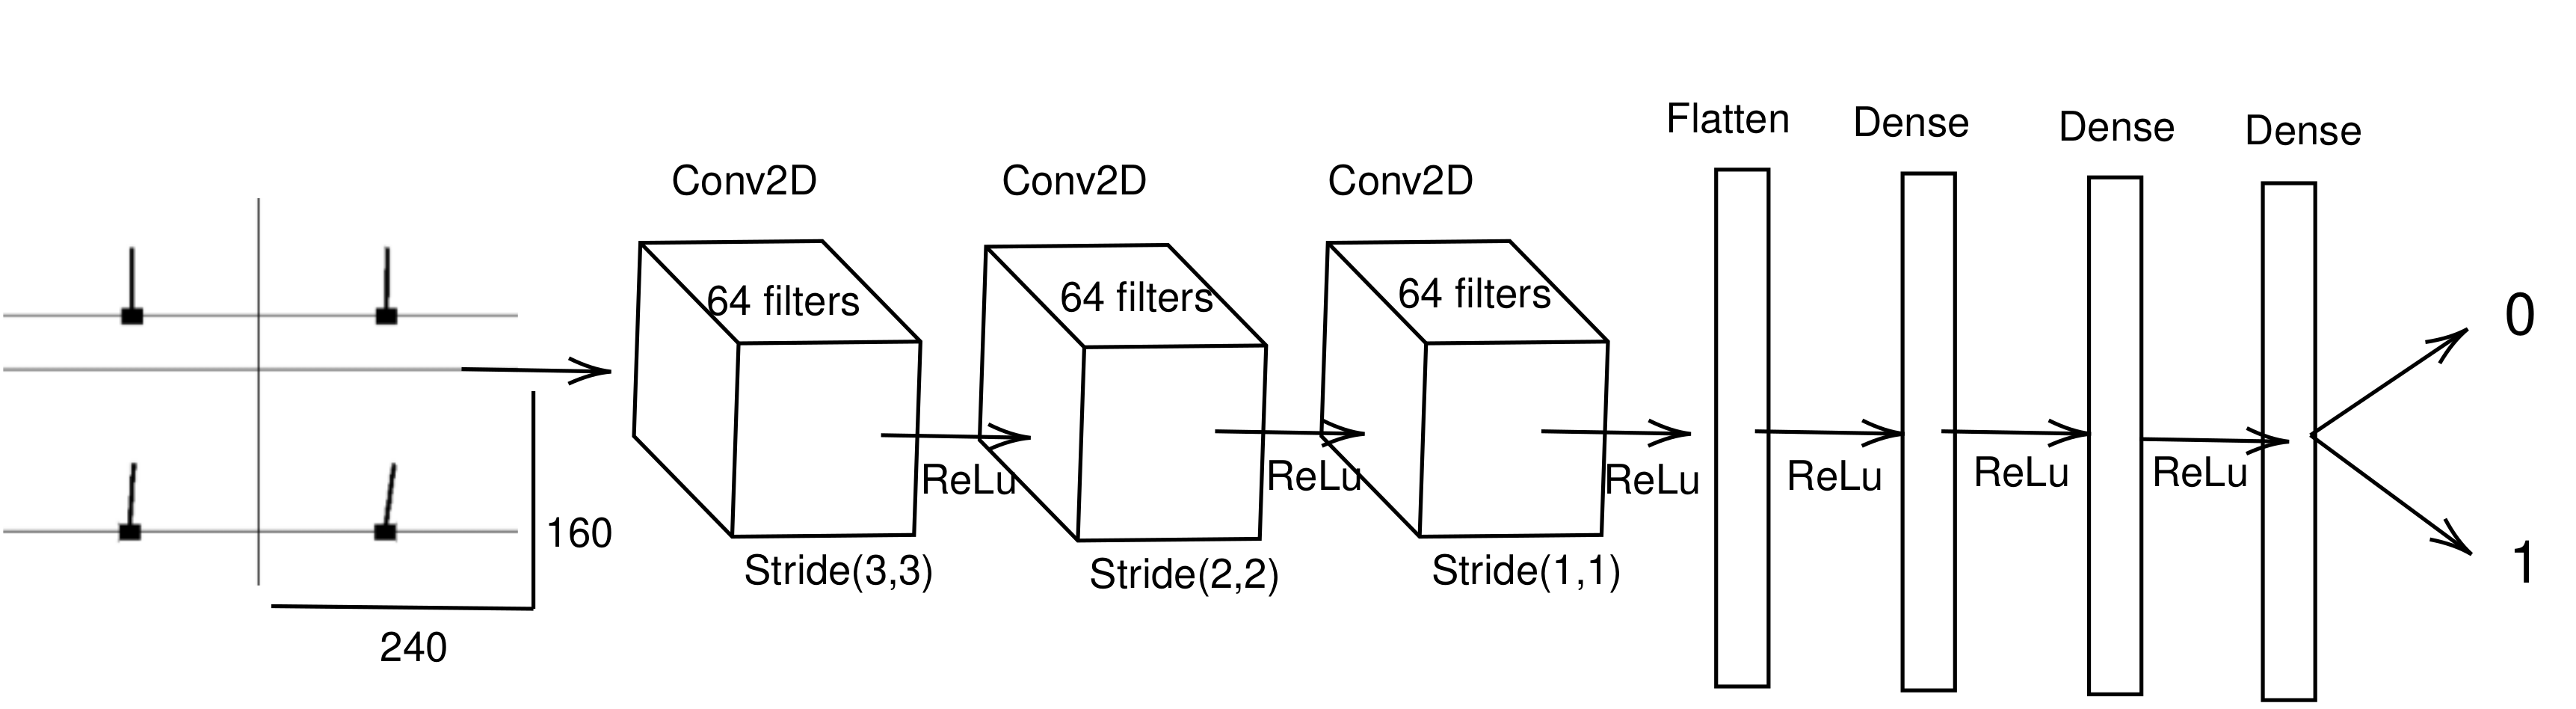 Flatten
Dense
Dense
Dense
Conv2D
Conv2D
Conv2D
64 filters
64 filters
64 filters
0
ReLu
ReLu
ReLu
ReLu
ReLu
ReLu
160
Stride(3,3)
Stride(2,2)
Stride(1,1)
1
240